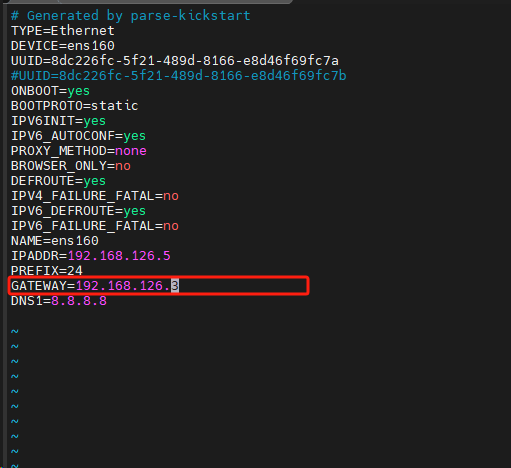 # Generated by parse-kickstart
TYPE=Ethernet
DEVICE=ens160
UUID=8dc226fc-5f21-489d-8166-e8d46f69fc7a
#UUID=8dc226fc-5f21-489d-8166-e8d46f69fc7b
ONBOOT=yes
BOOTPROTO=static
IPV6INIT=yes
IPV6_AUTOCONF=yes
PROXY_METHOD=none
BROWSER_ONLY=no
DEFROUTE=yes
IPV4_FAILURE_FATAL=no
IPV6_DEFROUTE=yes
IPV6_FAILURE_FATAL=no
NAME=ens160
IPADDR=192.168.126.5
PREFIX=24
GATEWAY=192.168.126.3
DNS1=8.8.8.8
~
~
~
~
~
~
~
~
~
~